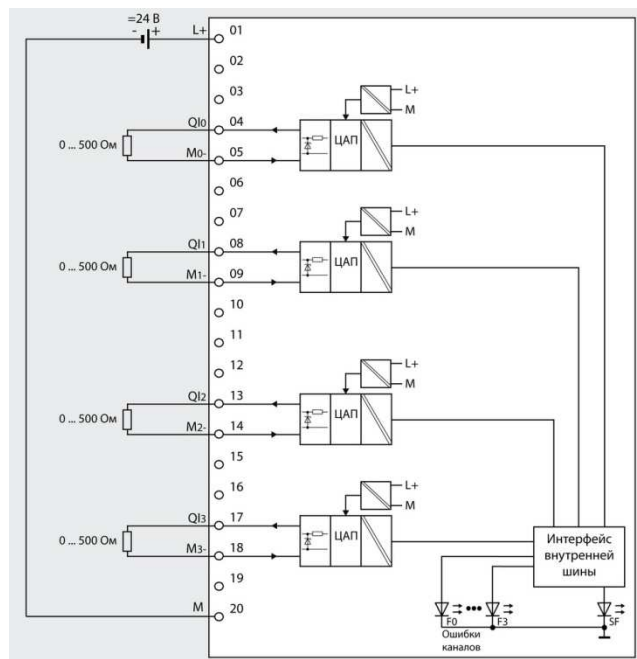 =24 В
- +
L+ 01
02
03
L+
M
QI0 04
ЦАП
0 ... 500 Ом
M0- 05
06
07
L+
M
QI1 08
ЦАП
0 ... 500 Ом
M1- 09
10
11
12
L+
M
QI2 13
ЦАП
0 ... 500 Ом
M2- 14
15
16
L+
M
QI3 17
ЦАП
0 ... 500 Ом
M3- 18
19
Интерфейс
внутренней
шины
M 20
F0 ••• F3 SF
Ошибки
каналов